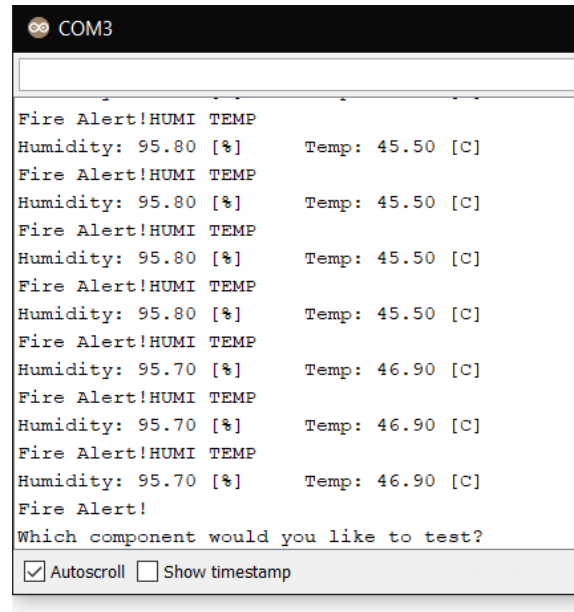 COM3
Fire Alert!HUMI TEMP
Humidity: 95.80 [%] Temp: 45.50 [C]
Fire Alert!HUMI TEMP
Humidity: 95.80 [%] Temp: 45.50 [C]
Fire Alert!HUMI TEMP
Humidity: 95.80 [%] Temp: 45.50 [C]
Fire Alert!HUMI TEMP
Humidity: 95.80 [%] Temp: 45.50 [C]
Fire Alert!HUMI TEMP
Humidity: 95.70 [%] Temp: 46.90 [C]
Fire Alert!HUMI TEMP
Humidity: 95.70 [%] Temp: 46.90 [C]
Fire Alert!HUMI TEMP
Humidity: 95.70 [%] Temp: 46.90 [C]
Fire Alert!
Which component would you like to test?
Autoscroll Show timestamp